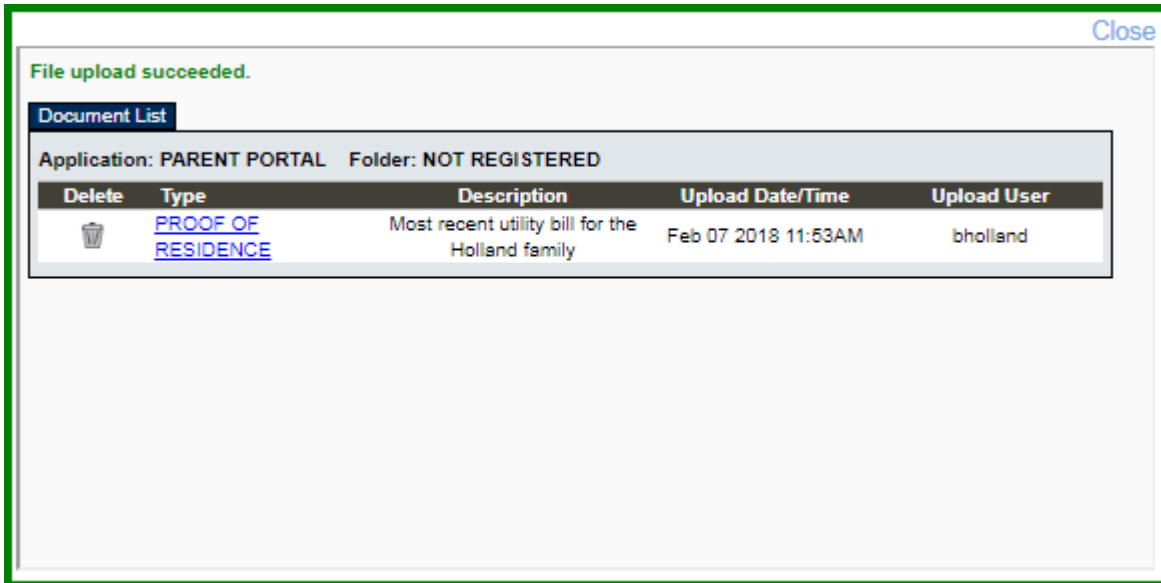 Close
File upload succeeded.
Document List
Application: PARENT PORTAL Folder: NOT REGISTERED
Delete Type Description Upload Date/Time Upload User
PROOF OF RESIDENCE Most recent utility bill for the Holland family Feb 07 2018 11:53AM bholland